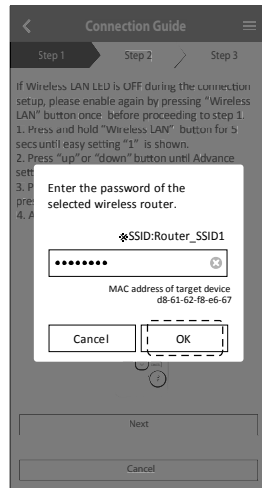 Connection Guide
Step 1
Step 2
Step 3
If Wireless LAN LED is OFF during the connection
setup, please enable again by pressing "Wireless
LAN" button once before proceeding to step 1.
1. Press and hold "Wireless LAN" button for 5
secs until easy setting "1" is shown.
2. Press "up" or "down" button until Advance
sett
3. P
pres
4. A
Enter the password of the
selected wireless router.
※SSID:Router_SSID1
••••••••
MAC address of target device
d8-61-62-f8-e6-67
Cancel
OK
Next
Cancel